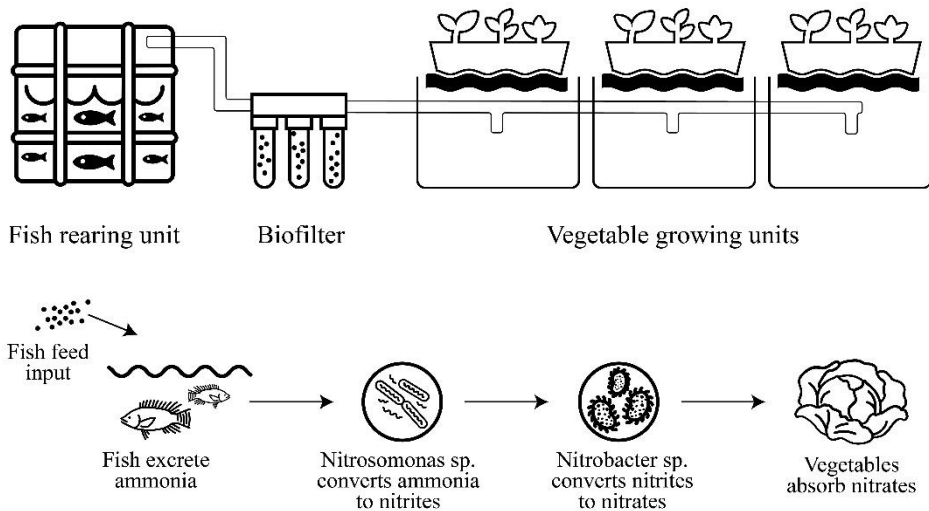 Fish rearing unit
Biofilter
Vegetable growing units
Fish feed
input
Fish excrete
ammonia
Nitrosomonas sp.
converts ammonia
to nitrites
Nitrobacter sp.
converts nitrites
to nitrates
Vegetables
absorb nitrates